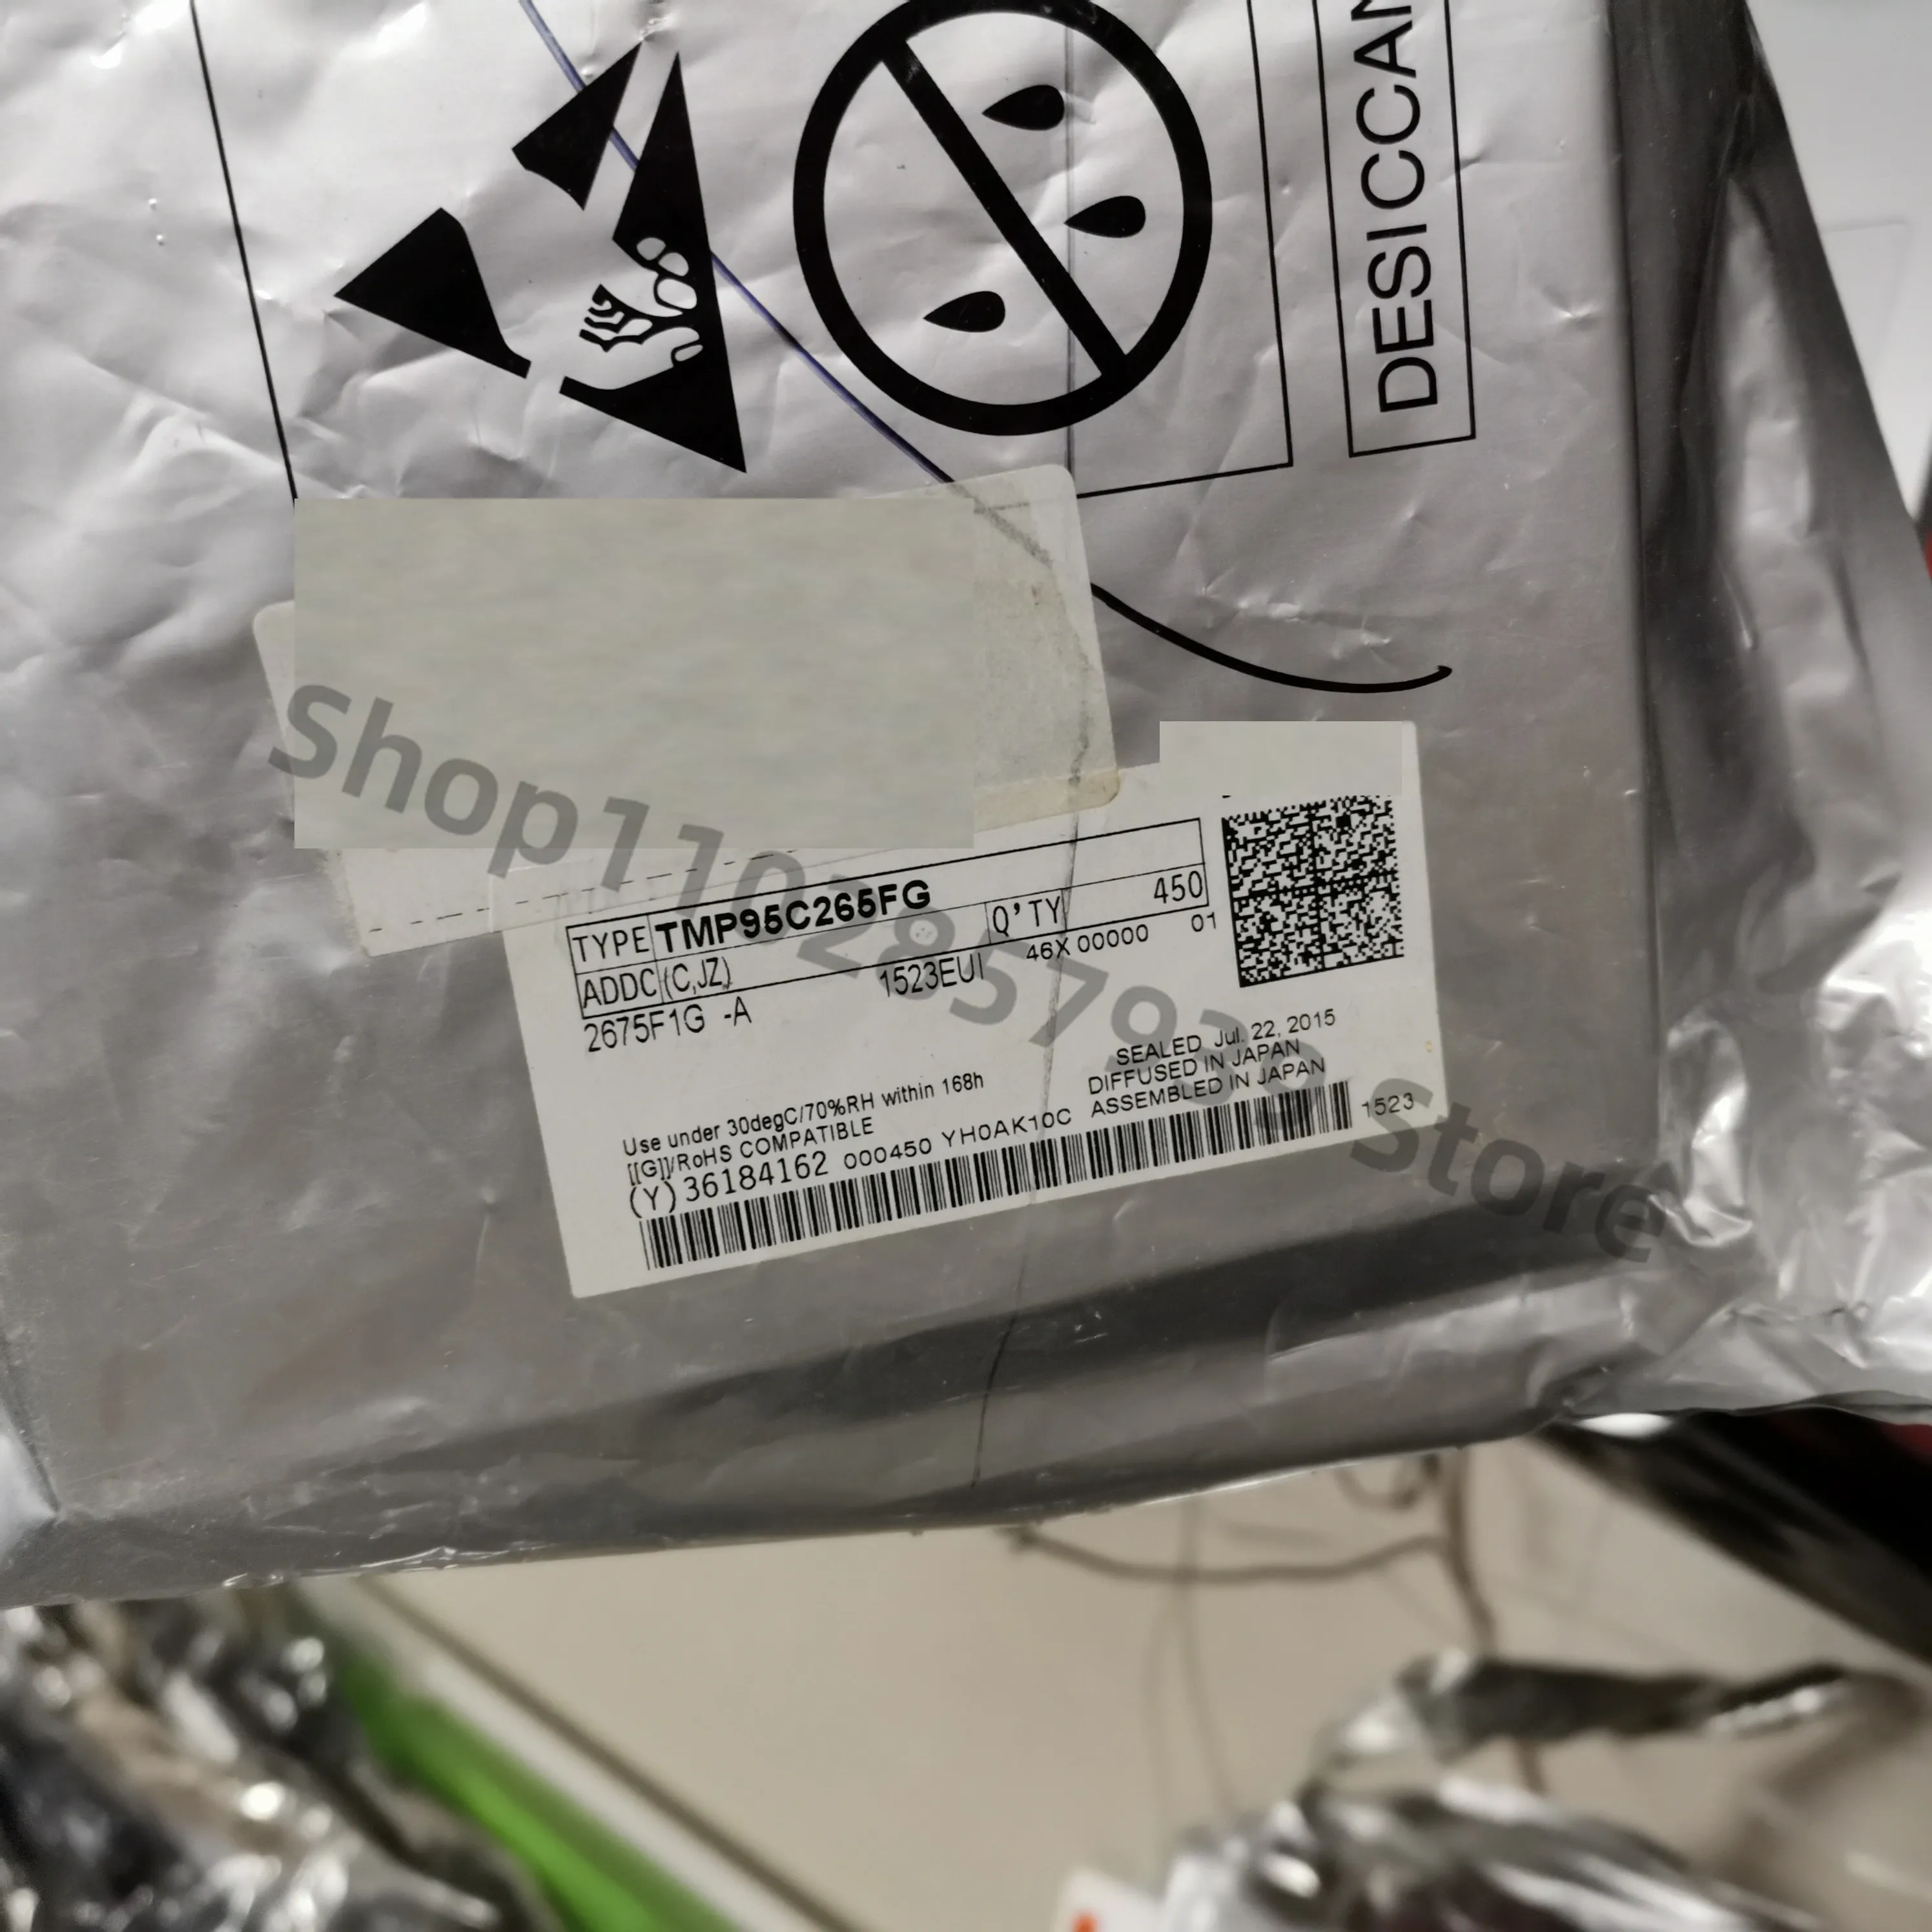 DESICCAN
Shop1102857939 Store
TYPE TMP95C265FG
ADDC (C,JZ) Q'TY 450
2675F1G -A 1523EUI 46X 00000 01
SEALED Jul. 22, 2015
DIFFUSED IN JAPAN
ASSEMBLED IN JAPAN
Use under 30degC/70%RH within 168h
[[G]]/RoHS COMPATIBLE
(Y) 36184162 000450 YH0AK10C
1523